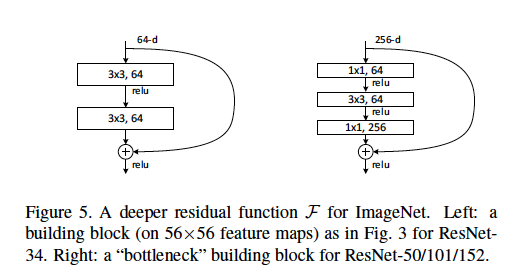 64-d
3x3, 64
relu
3x3, 64
+
relu
256-d
1x1, 64
relu
3x3, 64
relu
1x1, 256
+
relu
Figure 5. A deeper residual function F for ImageNet. Left: a
building block (on 56×56 feature maps) as in Fig. 3 for ResNet-
34. Right: a “bottleneck” building block for ResNet-50/101/152.